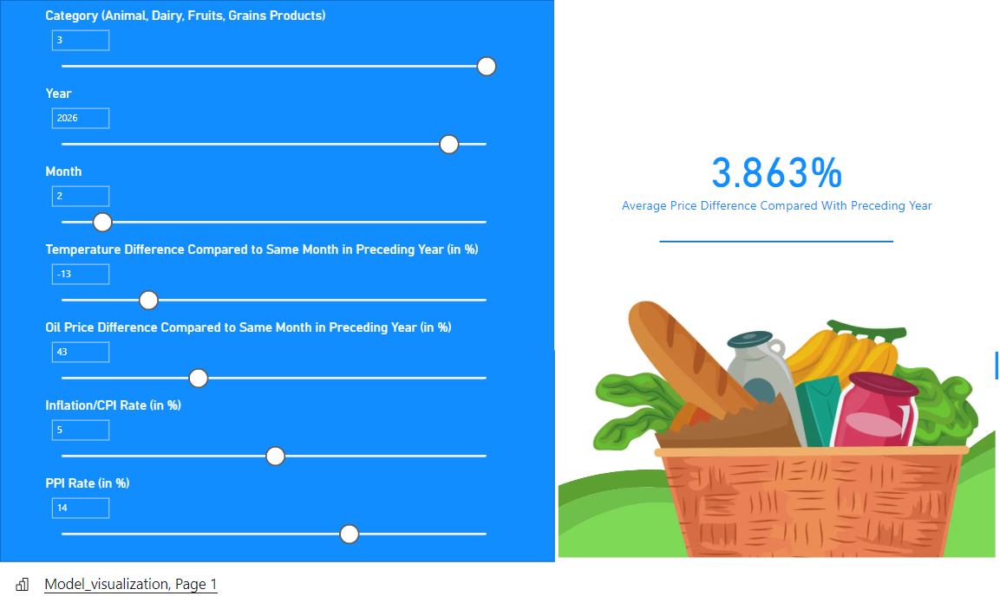 Category (Animal, Dairy, Fruits, Grains Products)
3
Year
2026
Month
2
Temperature Difference Compared to Same Month in Preceding Year (in %)
-13
Oil Price Difference Compared to Same Month in Preceding Year (in %)
43
Inflation/CPI Rate (in %)
5
PPI Rate (in %)
14
3.863%
Average Price Difference Compared With Preceding Year
Model_visualization, Page 1